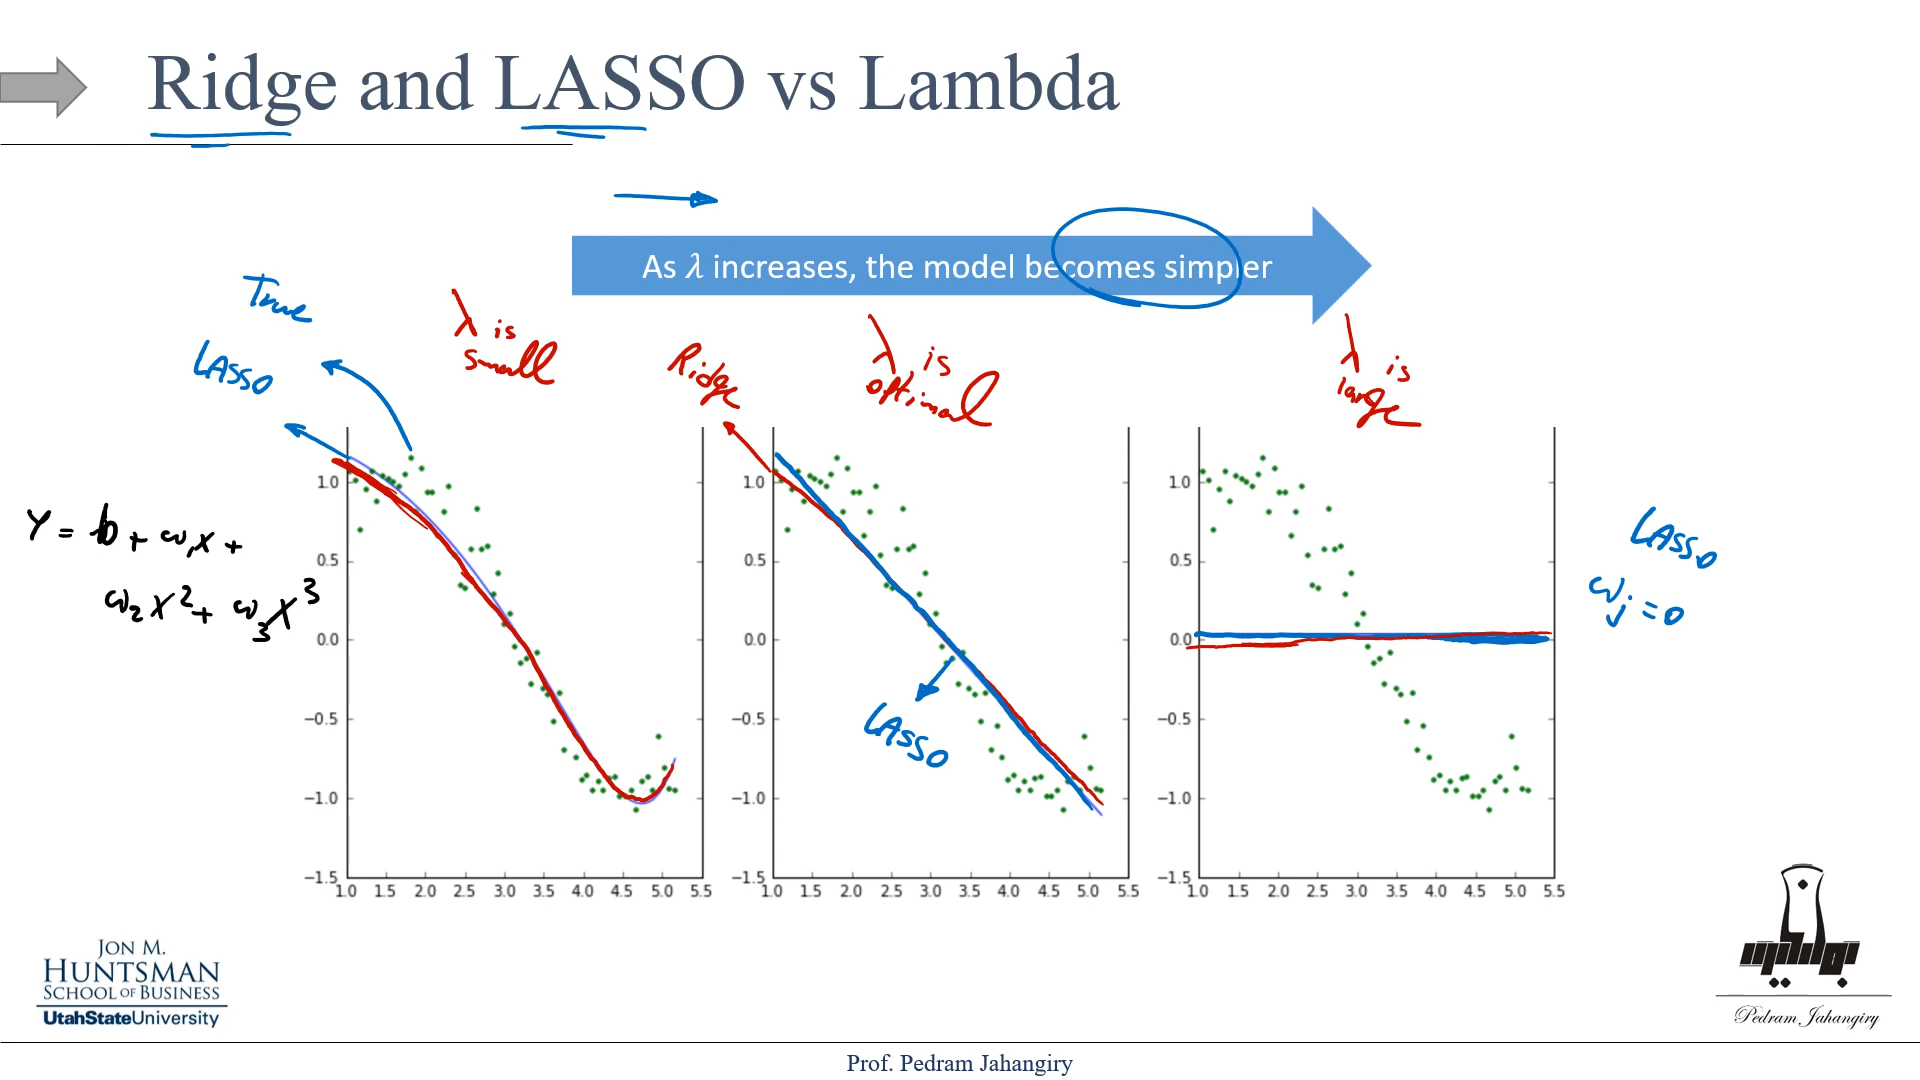 Ridge and LASSO vs Lambda
As λ increases, the model becomes simpler
True
LASSO
λ is
small
Ridge
λ is
optimal
λ is
large
Y = b + w₁x +
w₂x² + w₃x³
1.0
0.5
0.0
−0.5
−1.0
−1.5
1.0 1.5 2.0 2.5 3.0 3.5 4.0 4.5 5.0 5.5
1.0
0.5
0.0
−0.5
−1.0
−1.5
1.0 1.5 2.0 2.5 3.0 3.5 4.0 4.5 5.0 5.5
LASSO
1.0
0.5
0.0
−0.5
−1.0
−1.5
1.0 1.5 2.0 2.5 3.0 3.5 4.0 4.5 5.0 5.5
LASSO
wⱼ = 0
JON M.
HUNTSMAN
SCHOOL OF BUSINESS
UtahStateUniversity
Pedram Jahangiry
Prof. Pedram Jahangiry